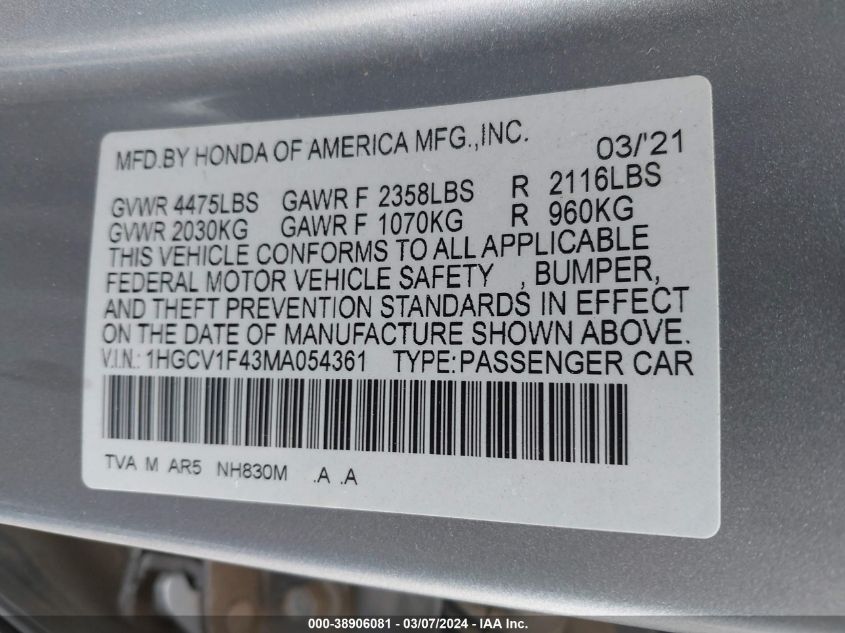 MFD.BY HONDA OF AMERICA MFG.,INC. 03/'21
GVWR 4475LBS GAWR F 2358LBS R 2116LBS
GVWR 2030KG GAWR F 1070KG R 960KG
THIS VEHICLE CONFORMS TO ALL APPLICABLE
FEDERAL MOTOR VEHICLE SAFETY , BUMPER,
AND THEFT PREVENTION STANDARDS IN EFFECT
ON THE DATE OF MANUFACTURE SHOWN ABOVE.
V.I.N.: 1HGCV1F43MA054361 TYPE:PASSENGER CAR
TVA M AR5 NH830M .A .A
000-38906081 - 03/07/2024 - IAA Inc.